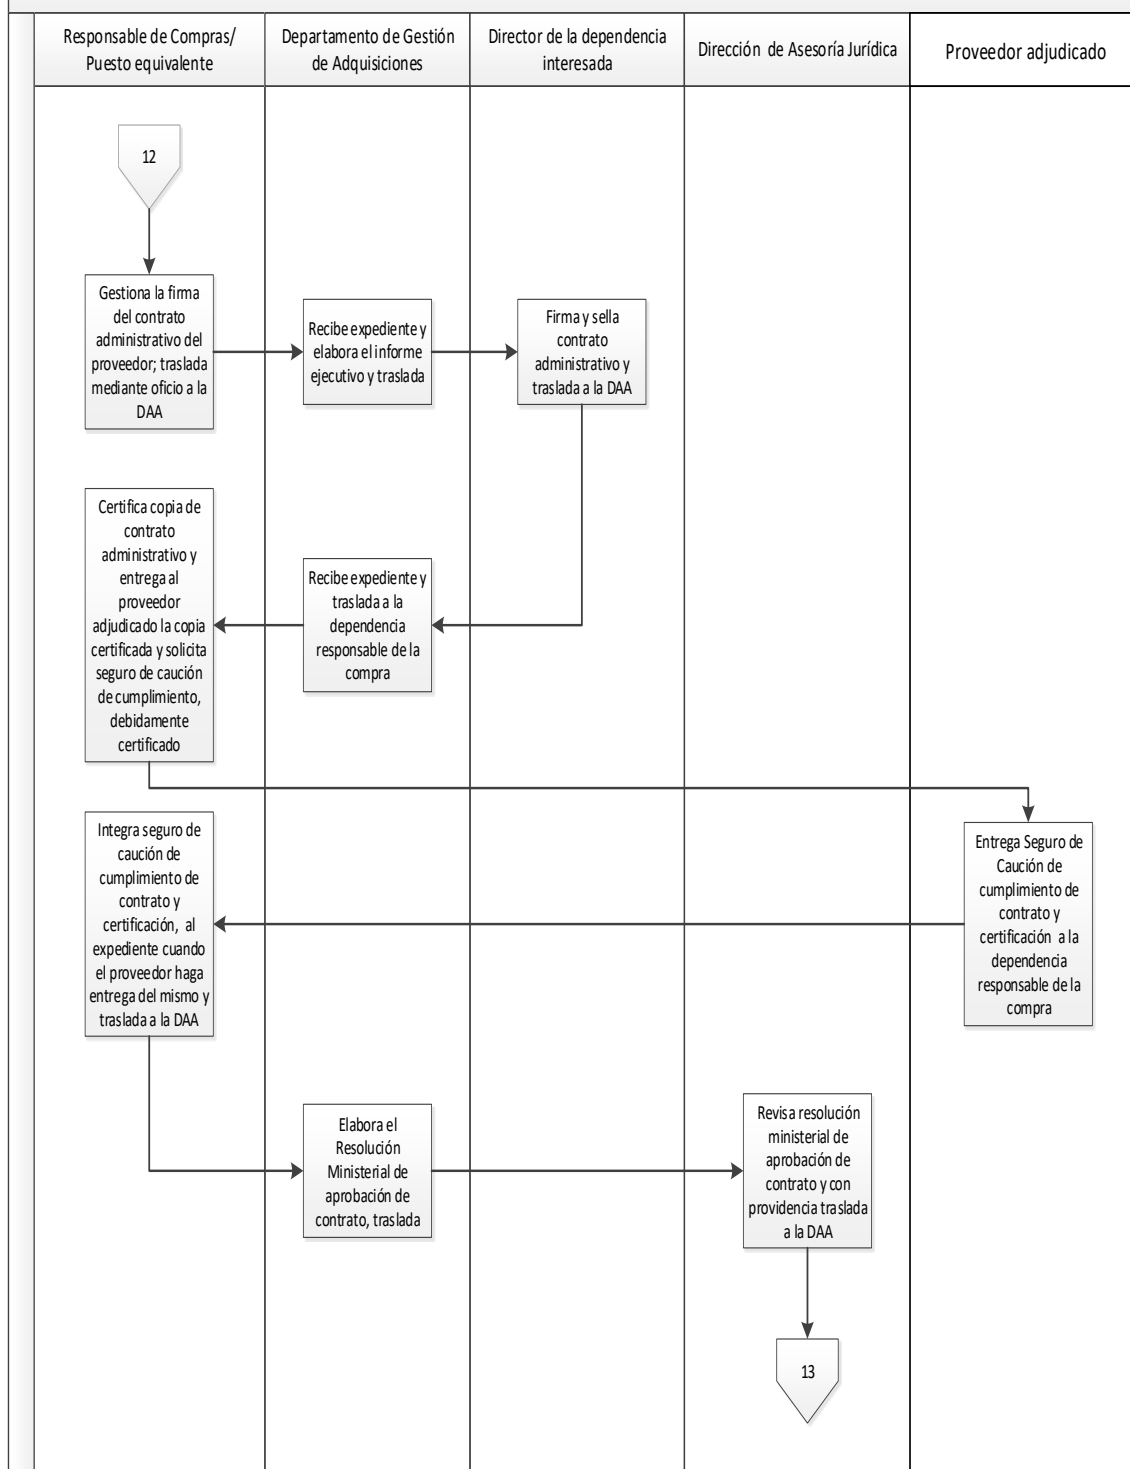 Responsable de Compras/
Puesto equivalente
Departamento de Gestión
de Adquisiciones
Director de la dependencia
interesada
Dirección de Asesoría Jurídica
Proveedor adjudicado
12
Gestiona la firma
del contrato
administrativo del
proveedor; traslada
mediante oficio a la
DAA
Recibe expediente y
elabora el informe
ejecutivo y traslada
Firma y sella
contrato
administrativo y
traslada a la DAA
Certifica copia de
contrato
administrativo y
entrega al
proveedor
adjudicado la copia
certificada y solicita
seguro de caución
de cumplimiento,
debidamente
certificado
Recibe expediente y
traslada a la
dependencia
responsable de la
compra
Integra seguro de
caución de
cumplimiento de
contrato y
certificación, al
expediente cuando
el proveedor haga
entrega del mismo y
traslada a la DAA
Entrega Seguro de
Caución de
cumplimiento de
contrato y
certificación a la
dependencia
responsable de la
compra
Elabora el
Resolución
Ministerial de
aprobación de
contrato, traslada
Revisa resolución
ministerial de
aprobación de
contrato y con
providencia traslada
a la DAA
13